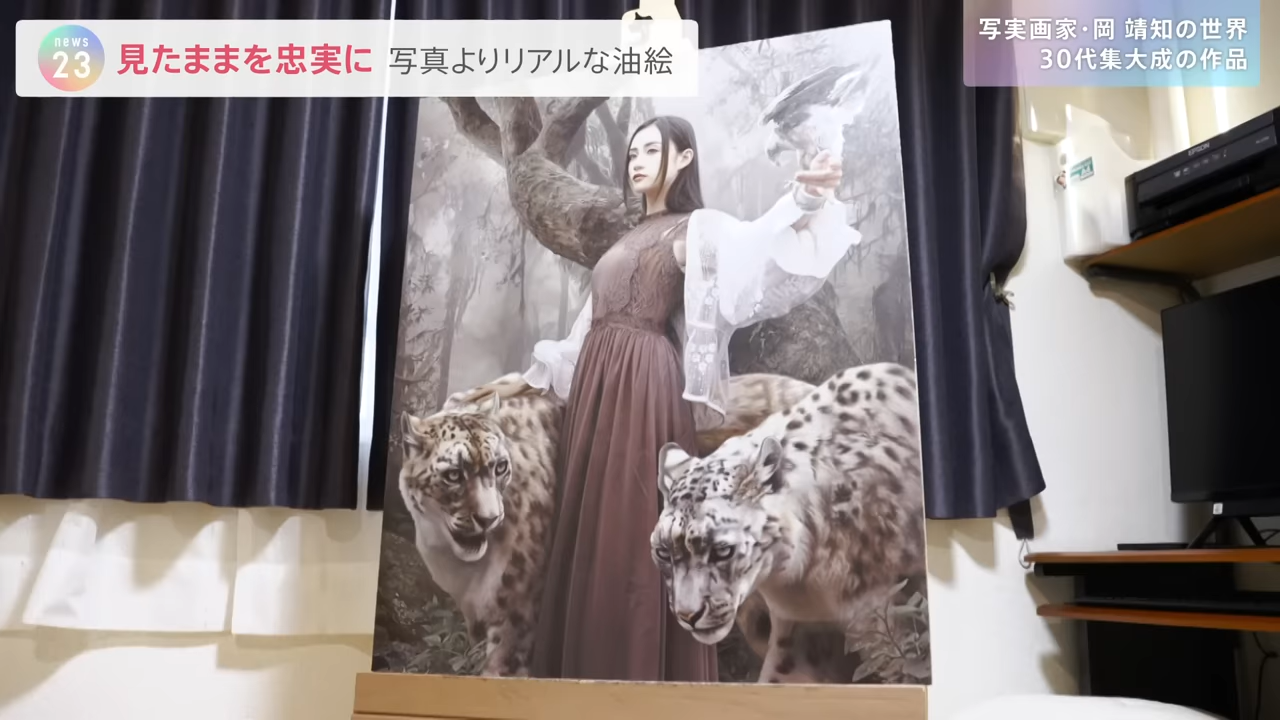 news
23
見たままを忠実に 写真よりリアルな油絵
写実画家・岡 靖知の世界
30代集大成の作品
EPSON